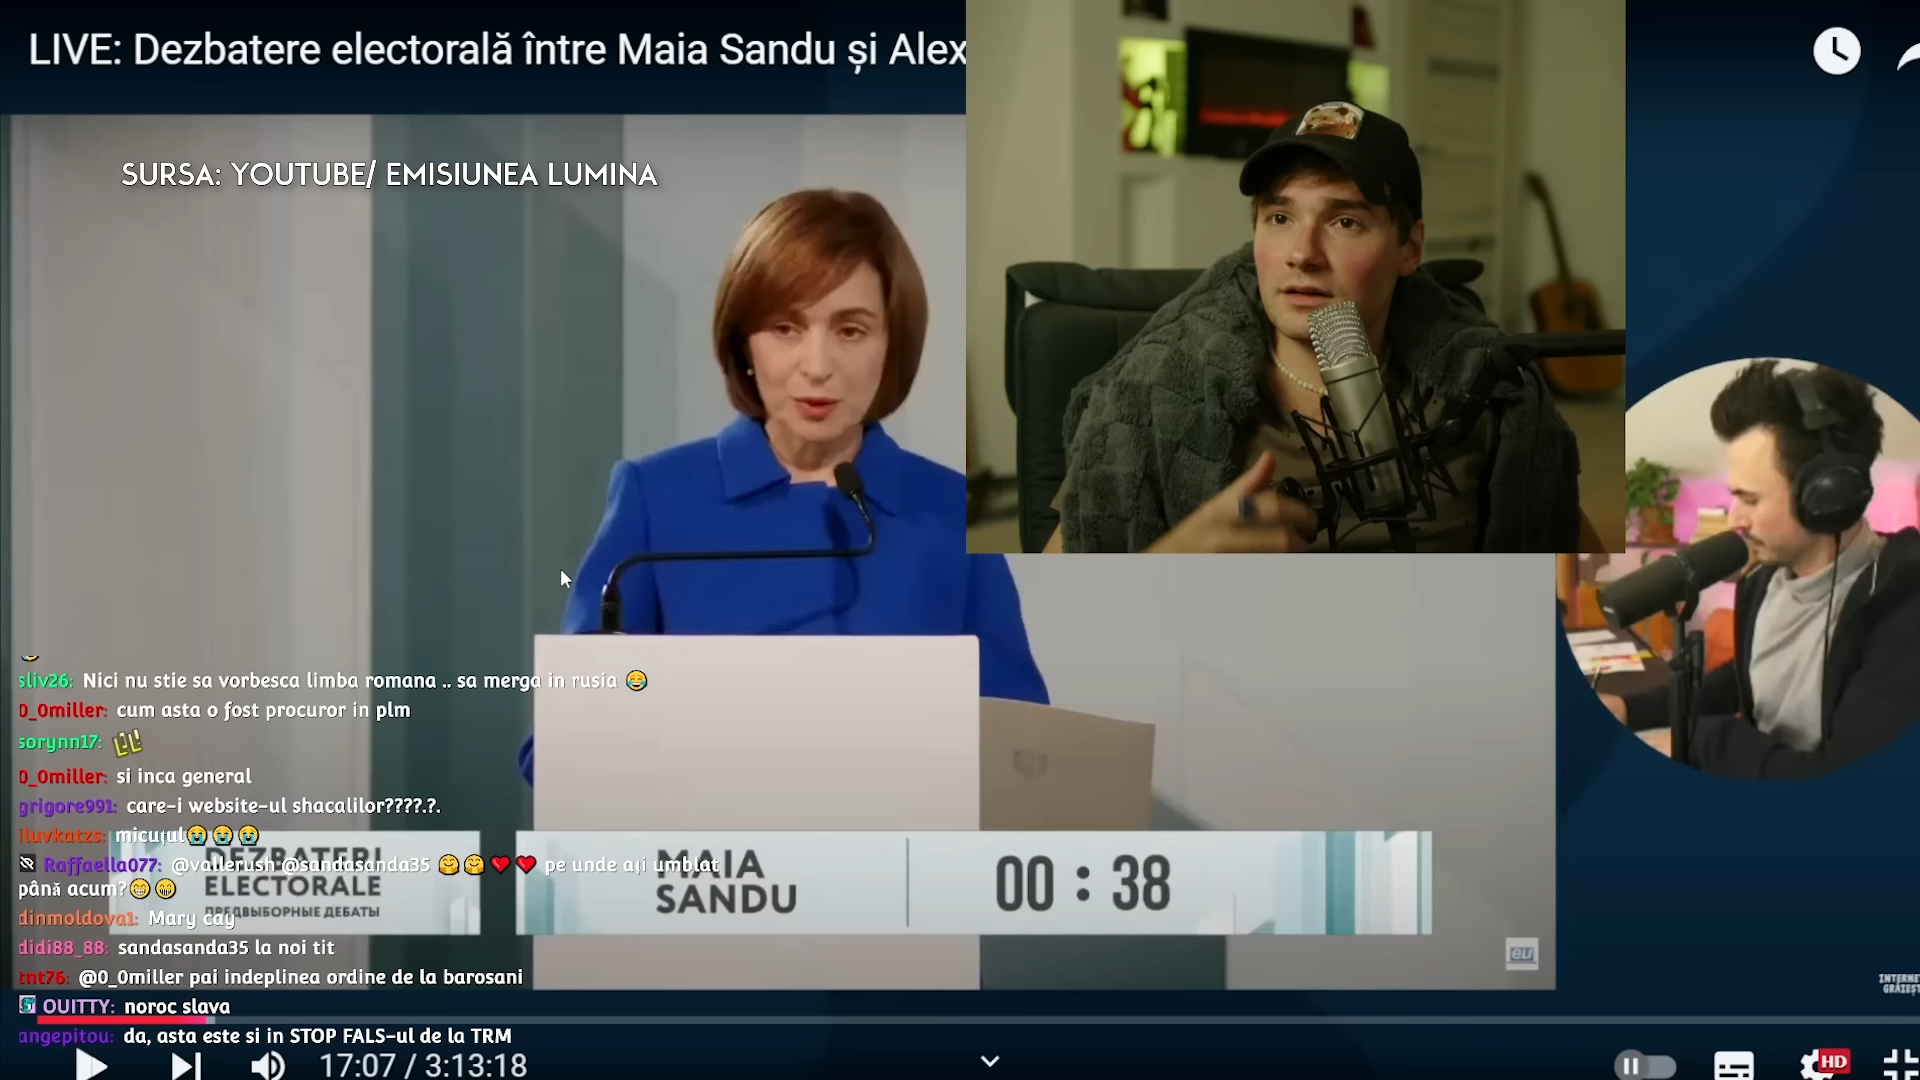 LIVE: Dezbatere electorală între Maia Sandu și Alex
SURSA: YOUTUBE/ EMISIUNEA LUMINA
sliv26: Nici nu stie sa vorbesca limba romana .. sa merga in rusia 😂
0_0miller: cum asta o fost procuror in plm
sorynn17:
0_0miller: si inca general
grigore991: care-i website-ul shacalilor????.?.
iluvkatzs: micuțul😭😭😭
Raffaella077: @vallerush @sandasanda35 🤗🤗❤️❤️ pe unde ați umblat
până acum?😁😁
dinmoldova1: Mary cay
didi88_88: sandasanda35 la noi tit
tnt76: @0_0miller pai indeplinea ordine de la barosani
OUITTY: noroc slava
angepitou: da, asta este si in STOP FALS-ul de la TRM
DEZBATERI
ELECTORALE
ПРЕДВЫБОРНЫЕ ДЕБАТЫ
MAIA
SANDU
00 : 38
eu
INTERNET
17:07 / 3:13:18
HD